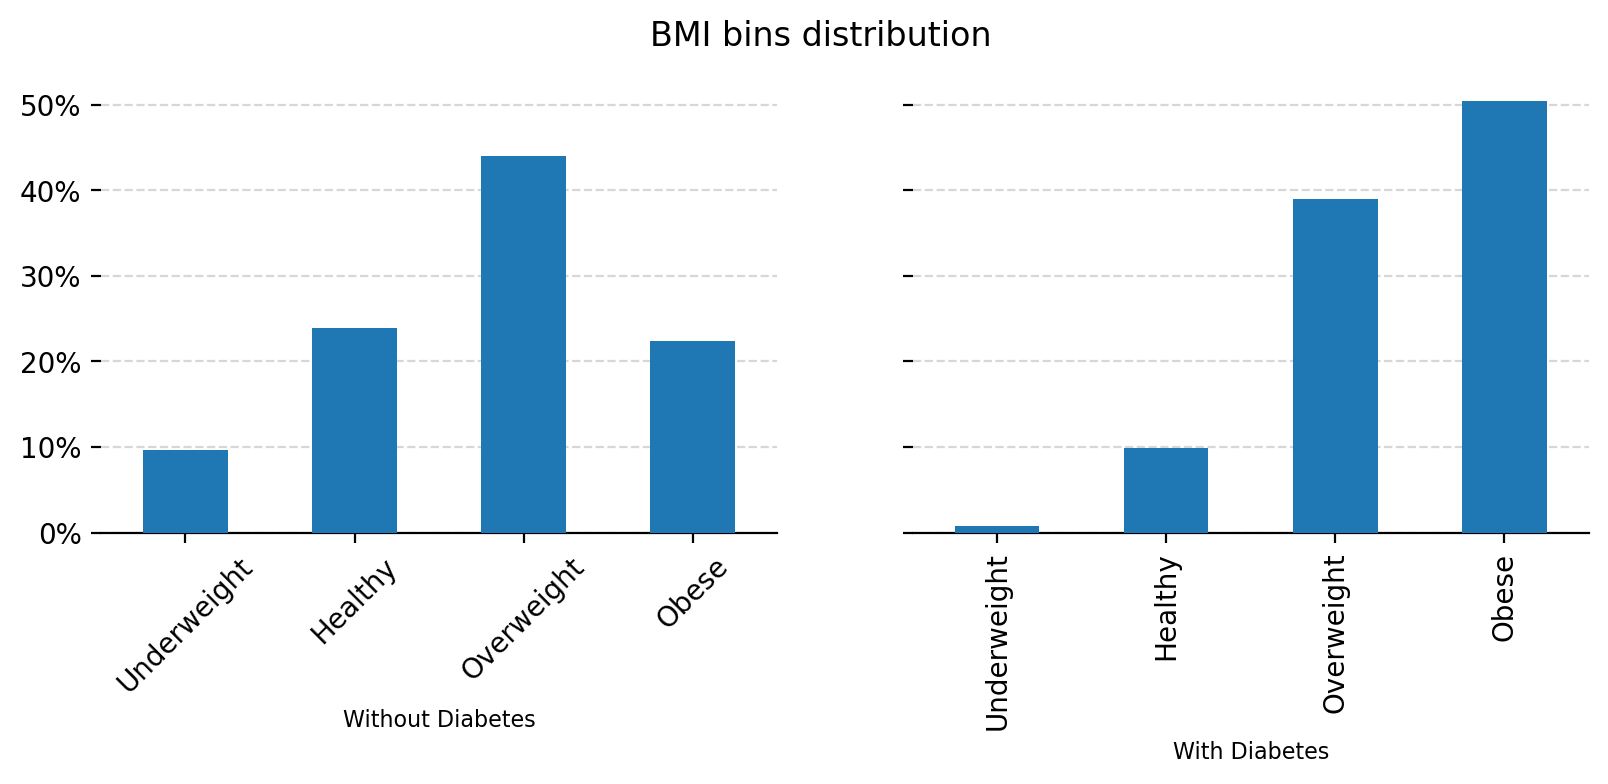 BMI bins distribution
50%
40%
30%
20%
10%
0%
Underweight
Healthy
Overweight
Obese
Without Diabetes
Underweight
Healthy
Overweight
Obese
With Diabetes